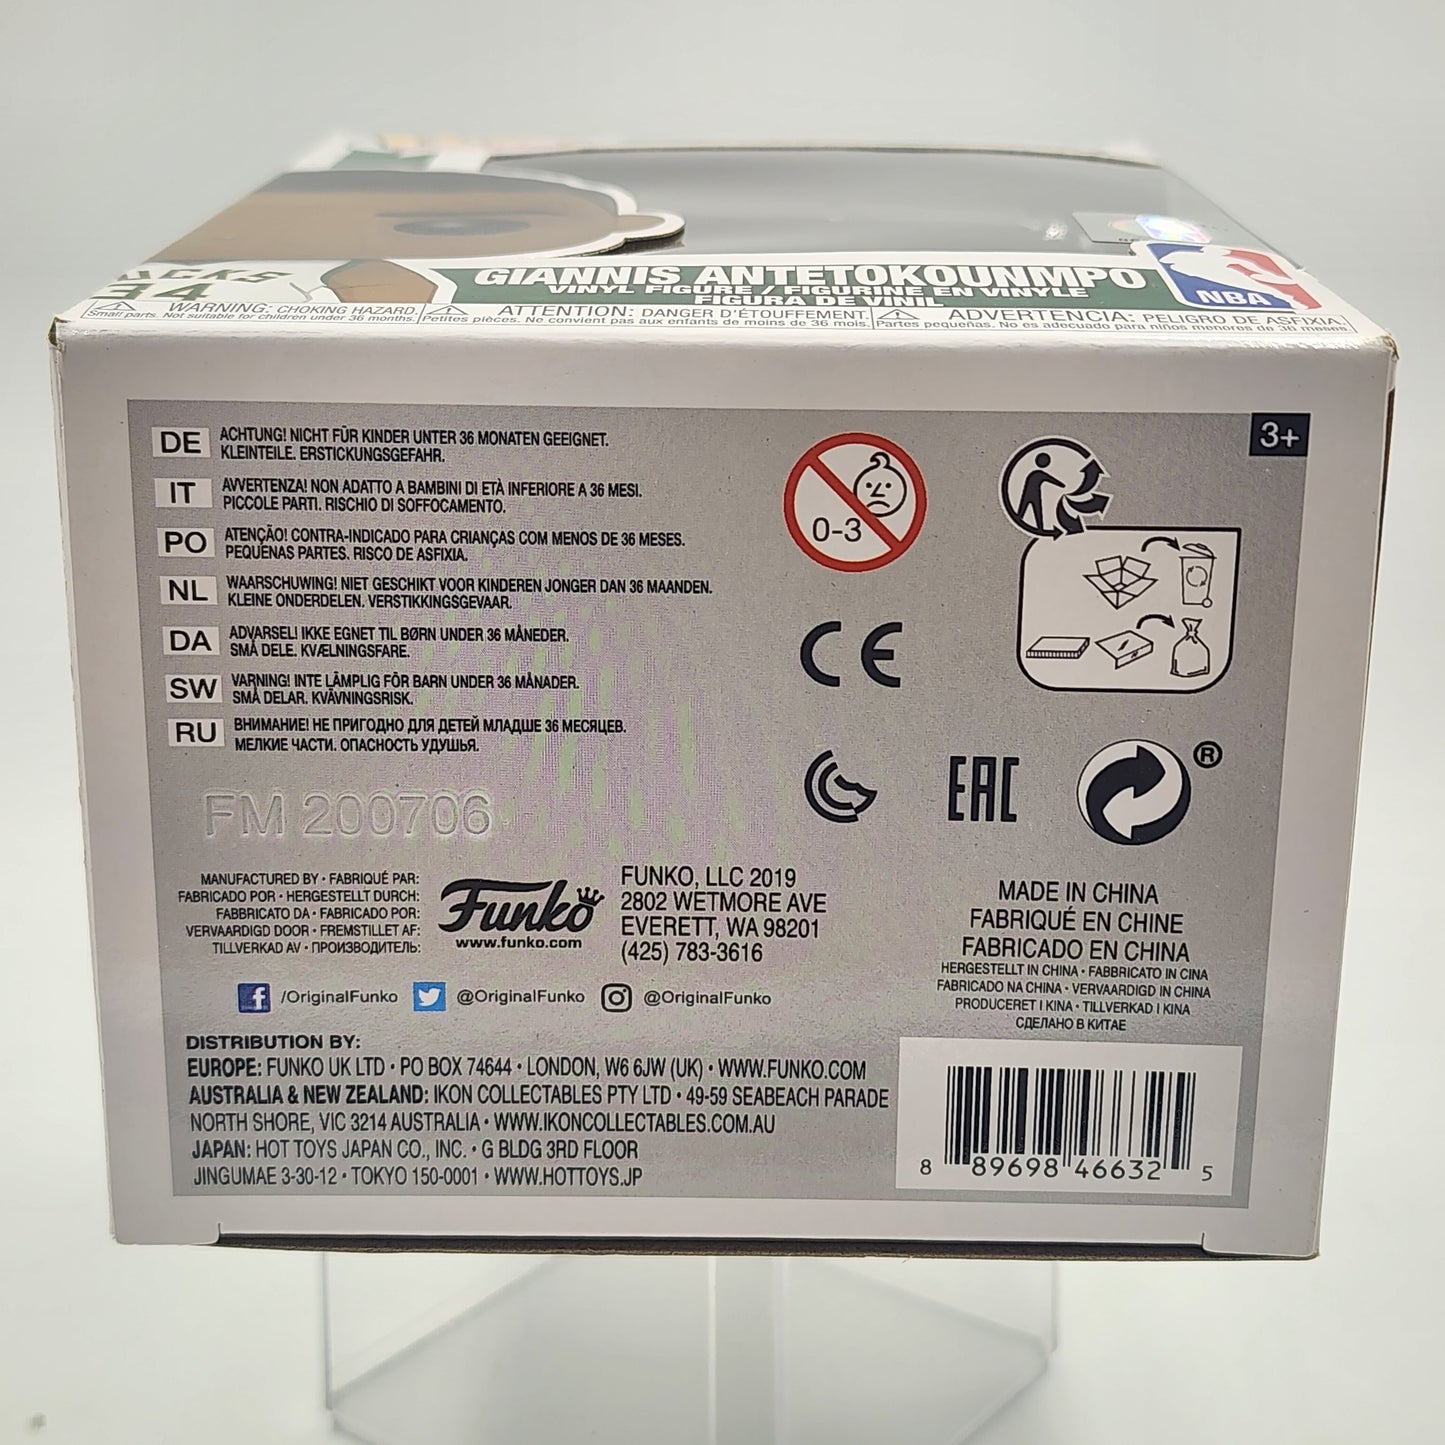 BUCKS
34
GIANNIS ANTETOKOUNMPO
VINYL FIGURE / FIGURINE EN VINYLE
FIGURA DE VINIL
NBA
WARNING: CHOKING HAZARD.
Small parts. Not suitable for children under 36 months.
ATTENTION: DANGER D'ÉTOUFFEMENT.
Petites pièces. Ne convient pas aux enfants de moins de 36 mois.
ADVERTENCIA: PELIGRO DE ASFIXIA.
Partes pequeñas. No es adecuado para niños menores de 36 meses.
3+
DE ACHTUNG! NICHT FÜR KINDER UNTER 36 MONATEN GEEIGNET.
KLEINTEILE. ERSTICKUNGSGEFAHR.
IT AVVERTENZA! NON ADATTO A BAMBINI DI ETÀ INFERIORE A 36 MESI.
PICCOLE PARTI. RISCHIO DI SOFFOCAMENTO.
PO ATENÇÃO! CONTRA-INDICADO PARA CRIANÇAS COM MENOS DE 36 MESES.
PEQUENAS PARTES. RISCO DE ASFIXIA.
NL WAARSCHUWING! NIET GESCHIKT VOOR KINDEREN JONGER DAN 36 MAANDEN.
KLEINE ONDERDELEN. VERSTIKKINGSGEVAAR.
DA ADVARSEL! IKKE EGNET TIL BØRN UNDER 36 MÅNEDER.
SMÅ DELE. KVÆLNINGSFARE.
SW VARNING! INTE LÄMPLIG FÖR BARN UNDER 36 MÅNADER.
SMÅ DELAR. KVÄVNINGSRISK.
RU ВНИМАНИЕ! НЕ ПРИГОДНО ДЛЯ ДЕТЕЙ МЛАДШЕ 36 МЕСЯЦЕВ.
МЕЛКИЕ ЧАСТИ. ОПАСНОСТЬ УДУШЬЯ.
0-3
CE
EAC
®
FM 200706
MANUFACTURED BY • FABRIQUÉ PAR:
FABRICADO POR • HERGESTELLT DURCH:
FABBRICATO DA • FABRICADO POR:
VERVAARDIGD DOOR • FREMSTILLET AF:
TILLVERKAD AV • ПРОИЗВОДИТЕЛЬ:
Funko
www.funko.com
FUNKO, LLC 2019
2802 WETMORE AVE
EVERETT, WA 98201
(425) 783-3616
MADE IN CHINA
FABRIQUÉ EN CHINE
FABRICADO EN CHINA
HERGESTELLT IN CHINA • FABBRICATO IN CINA
FABRICADO NA CHINA • VERVAARDIGD IN CHINA
PRODUCERET I KINA • TILLVERKAD I KINA
СДЕЛАНО В КИТАЕ
f /OriginalFunko @OriginalFunko @OriginalFunko
DISTRIBUTION BY:
EUROPE: FUNKO UK LTD • PO BOX 74644 • LONDON, W6 6JW (UK) • WWW.FUNKO.COM
AUSTRALIA & NEW ZEALAND: IKON COLLECTABLES PTY LTD • 49-59 SEABEACH PARADE
NORTH SHORE, VIC 3214 AUSTRALIA • WWW.IKONCOLLECTABLES.COM.AU
JAPAN: HOT TOYS JAPAN CO., INC. • G BLDG 3RD FLOOR
JINGUMAE 3-30-12 • TOKYO 150-0001 • WWW.HOTTOYS.JP
8 89698 46632 5